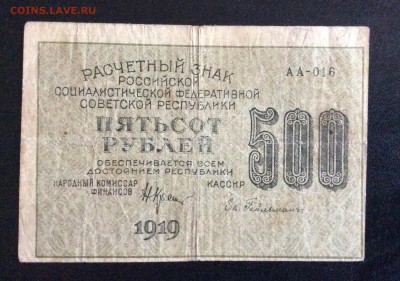 COINS.LAVE.RU
РАСЧЕТНЫЙ ЗНАК
РОССИЙСКОЙ
СОЦИАЛИСТИЧЕСКОЙ ФЕДЕРАТИВНОЙ
СОВЕТСКОЙ РЕСПУБЛИКИ
АА-016
ПЯТЬСОТ
РУБЛЕЙ
500
ОБЕСПЕЧИВАЕТСЯ ВСЕМ
ДОСТОЯНИЕМ РЕСПУБЛИКИ
НАРОДНЫЙ КОМИССАР
ФИНАНСОВ
КАССИР
1919